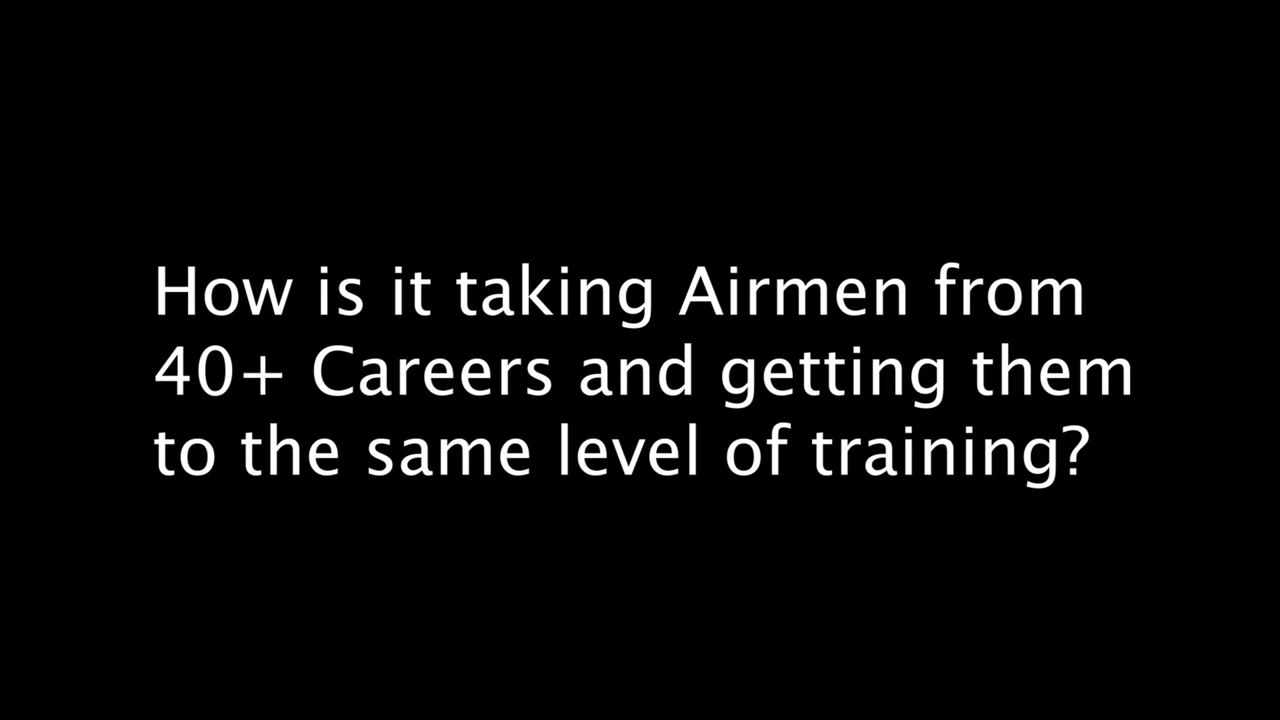 How is it taking Airmen from
40+ Careers and getting them
to the same level of training?